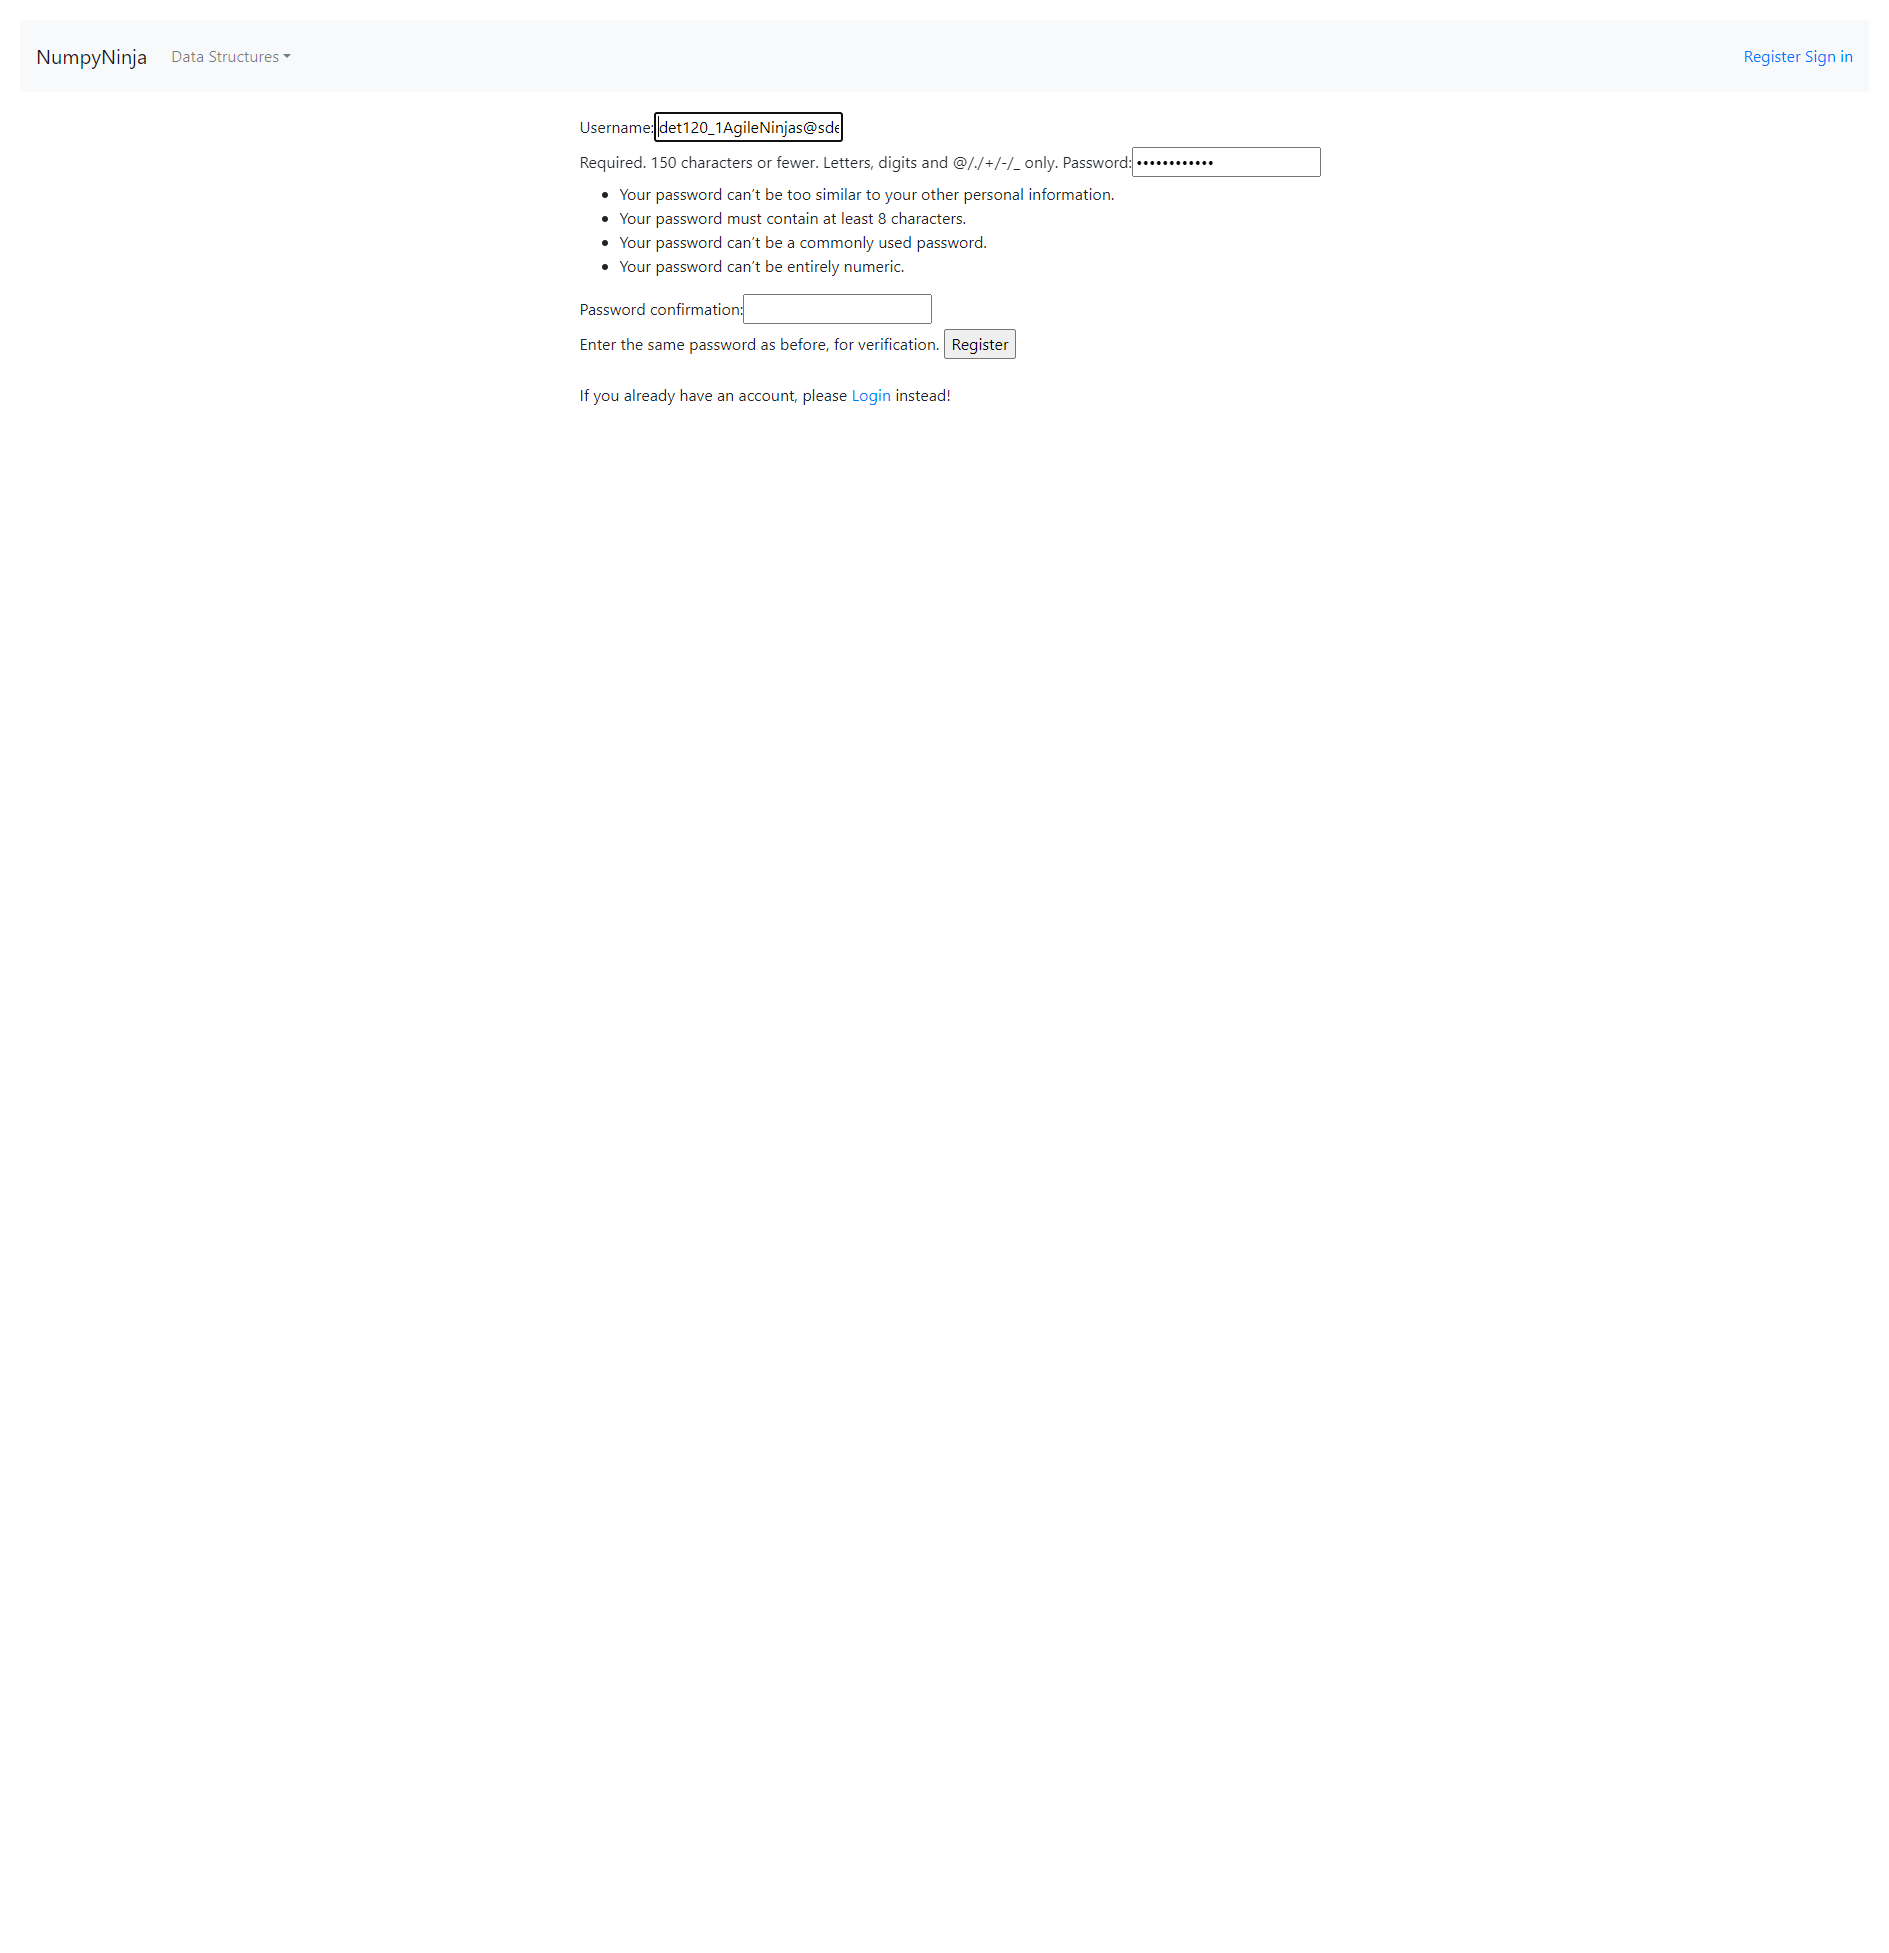 NumpyNinja Data Structures Register Sign in
Username: det120_1AgileNinjas@sde
Required. 150 characters or fewer. Letters, digits and @/./+/-/_ only. Password: ••••••••••••
• Your password can't be too similar to your other personal information.
• Your password must contain at least 8 characters.
• Your password can't be a commonly used password.
• Your password can't be entirely numeric.
Password confirmation:
Enter the same password as before, for verification. Register
If you already have an account, please Login instead!